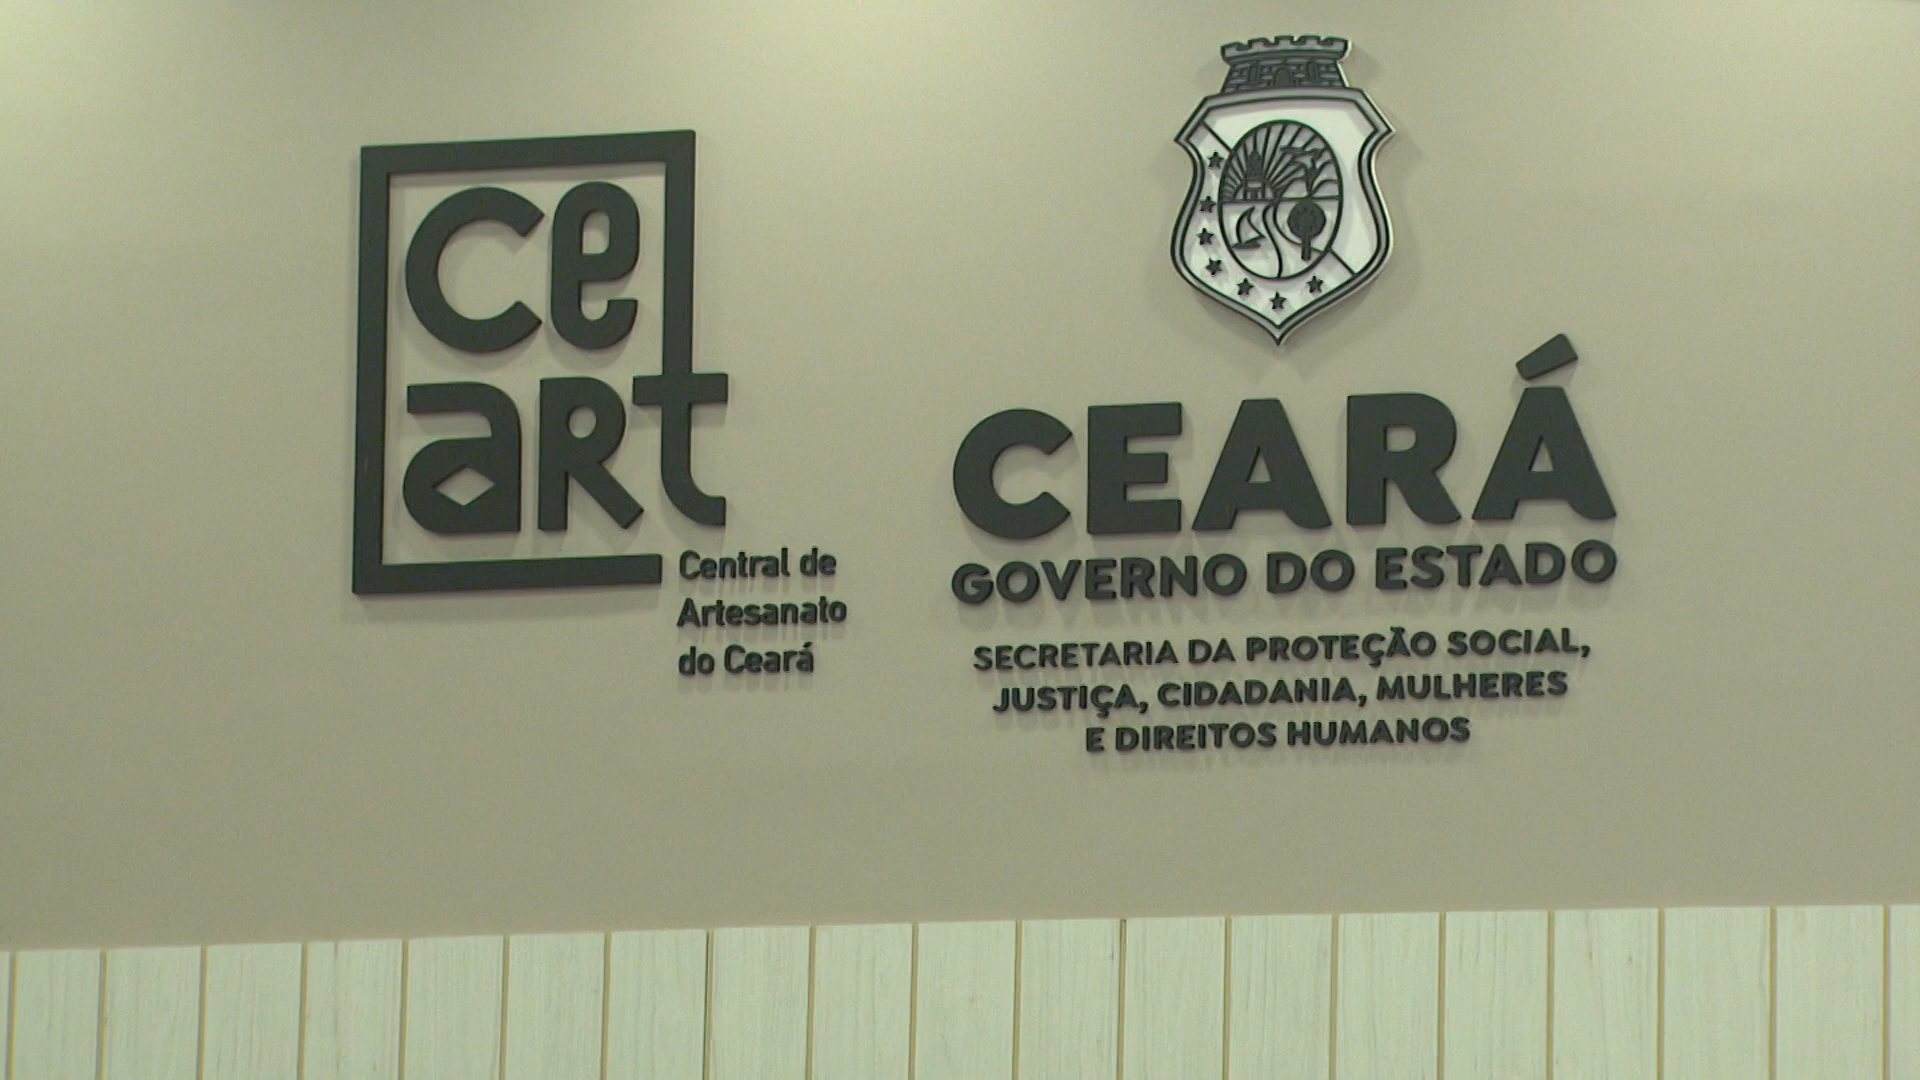 ce
aRt
Central de
Artesanato
do Ceará
CEARÁ
GOVERNO DO ESTADO
SECRETARIA DA PROTEÇÃO SOCIAL,
JUSTIÇA, CIDADANIA, MULHERES
E DIREITOS HUMANOS